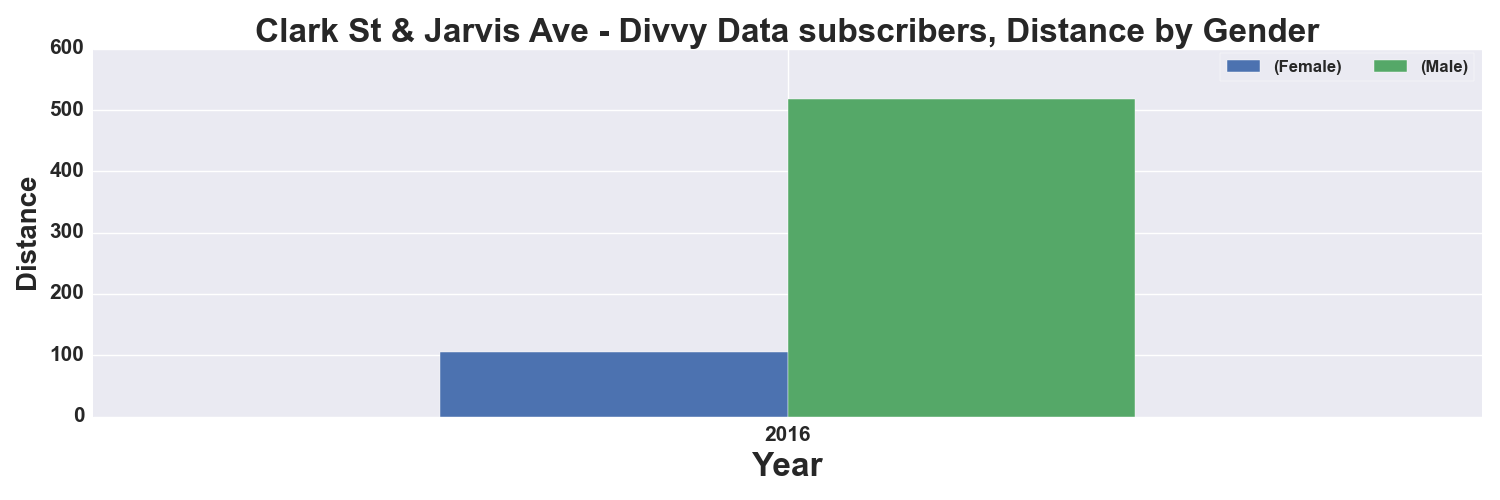 Clark St & Jarvis Ave - Divvy Data subscribers, Distance by Gender
(Female) (Male)
Distance
600
500
400
300
200
100
0
2016
Year